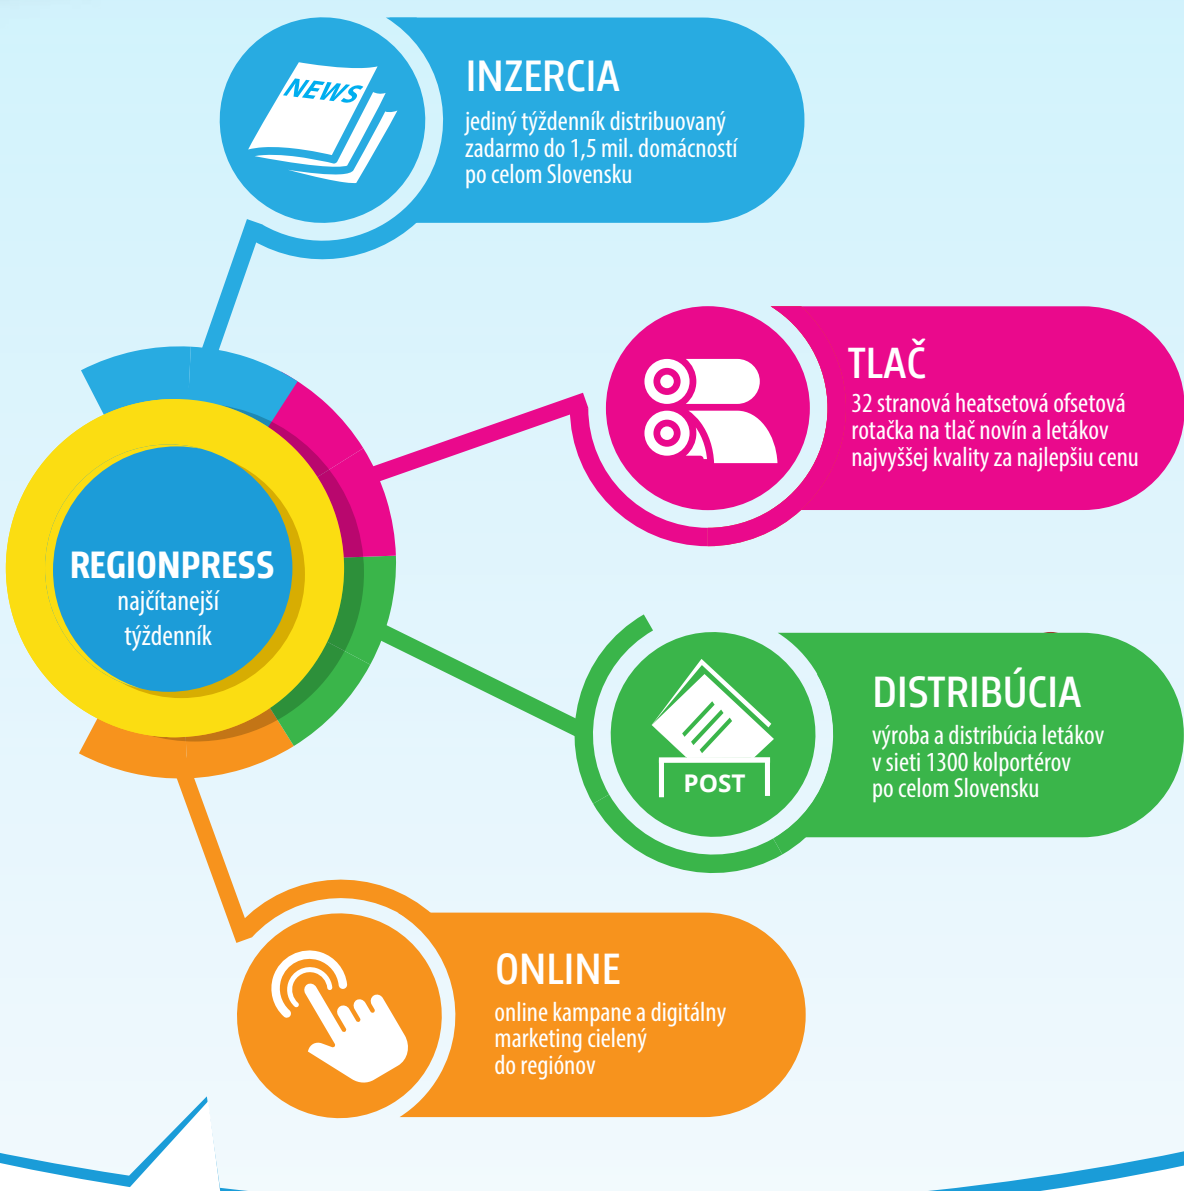 NEWS
INZERCIA
jediný týždenník distribuovaný
zadarmo do 1,5 mil. domácností
po celom Slovensku
TLAČ
32 stranová heatsetová ofsetová
rotačka na tlač novín a letákov
najvyššej kvality za najlepšiu cenu
REGIONPRESS
najčítanejší
týždenník
DISTRIBÚCIA
výroba a distribúcia letákov
v sieti 1300 kolportérov
po celom Slovensku
POST
ONLINE
online kampane a digitálny
marketing cielený
do regiónov